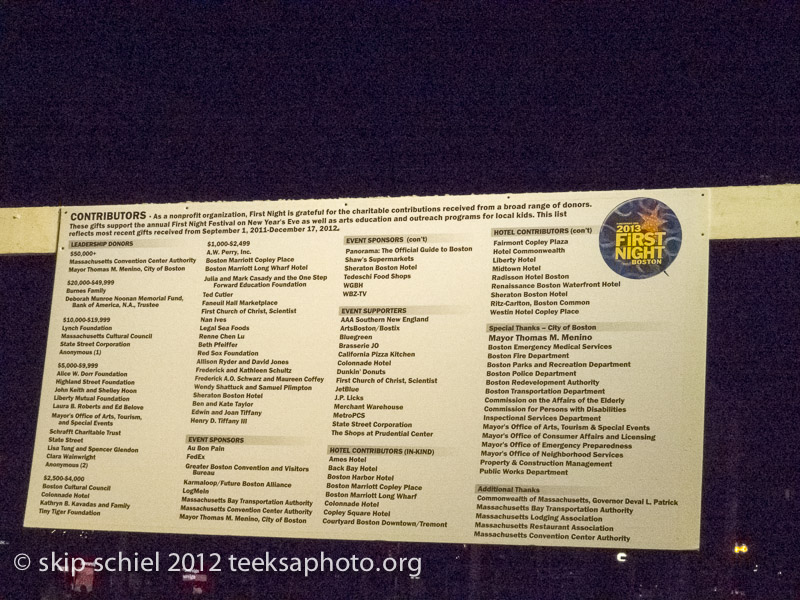 CONTRIBUTORS - As a nonprofit organization, First Night is grateful for the charitable contributions received from a broad range of donors.
These gifts support the annual First Night Festival on New Year's Eve as well as arts education and outreach programs for local kids. This list
reflects most recent gifts received from September 1, 2011-December 17, 2012.
LEADERSHIP DONORS
$50,000+
Massachusetts Convention Center Authority
Mayor Thomas M. Menino, City of Boston
$20,000-$49,999
Burnes Family
Deborah Munroe Noonan Memorial Fund,
Bank of America, N.A., Trustee
$10,000-$19,999
Lynch Foundation
Massachusetts Cultural Council
State Street Corporation
Anonymous (1)
$5,000-$9,999
Alice W. Dorr Foundation
Highland Street Foundation
John Keith and Shelley Hoon
Liberty Mutual Foundation
Laura B. Roberts and Ed Belove
Mayor's Office of Arts, Tourism,
and Special Events
Schrafft Charitable Trust
State Street
Lisa Tung and Spencer Glendon
Clara Wainwright
Anonymous (2)
$2,500-$4,000
Boston Cultural Council
Colonnade Hotel
Kathryn B. Kavadas and Family
Tiny Tiger Foundation
$1,000-$2,499
A.W. Perry, Inc.
Boston Marriott Copley Place
Boston Marriott Long Wharf Hotel
Julia and Mark Casady and the One Step
Forward Education Foundation
Ted Cutler
Faneuil Hall Marketplace
First Church of Christ, Scientist
Nan Ives
Legal Sea Foods
Renne Chen Lu
Beth Pfeiffer
Red Sox Foundation
Allison Ryder and David Jones
Frederick and Kathleen Schultz
Frederick A.O. Schwarz and Maureen Coffey
Wendy Shattuck and Samuel Plimpton
Sheraton Boston Hotel
Ben and Kate Taylor
Edwin and Joan Tiffany
Henry D. Tiffany III
EVENT SPONSORS
Au Bon Pain
FedEx
Greater Boston Convention and Visitors
Bureau
Karmaloop/Future Boston Alliance
LogMeIn
Massachusetts Bay Transportation Authority
Massachusetts Convention Center Authority
Mayor Thomas M. Menino, City of Boston
EVENT SPONSORS (con't)
Panorama: The Official Guide to Boston
Shaw's Supermarkets
Sheraton Boston Hotel
Tedeschi Food Shops
WGBH
WBZ-TV
EVENT SUPPORTERS
AAA Southern New England
ArtsBoston/Bostix
Bluegreen
Brasserie JO
California Pizza Kitchen
Colonnade Hotel
Dunkin' Donuts
First Church of Christ, Scientist
JetBlue
J.P. Licks
Merchant Warehouse
MetroPCS
State Street Corporation
The Shops at Prudential Center
HOTEL CONTRIBUTORS (IN-KIND)
Ames Hotel
Back Bay Hotel
Boston Harbor Hotel
Boston Marriott Copley Place
Boston Marriott Long Wharf
Colonnade Hotel
Copley Square Hotel
Courtyard Boston Downtown/Tremont
HOTEL CONTRIBUTORS (con't)
Fairmont Copley Plaza
Hotel Commonwealth
Liberty Hotel
Midtown Hotel
Radisson Hotel Boston
Renaissance Boston Waterfront Hotel
Sheraton Boston Hotel
Ritz-Carlton, Boston Common
Westin Hotel Copley Place
Special Thanks – City of Boston
Mayor Thomas M. Menino
Boston Emergency Medical Services
Boston Fire Department
Boston Parks and Recreation Department
Boston Police Department
Boston Redevelopment Authority
Boston Transportation Department
Commission on the Affairs of the Elderly
Commission for Persons with Disabilities
Inspectional Services Department
Mayor's Office of Arts, Tourism & Special Events
Mayor's Office of Consumer Affairs and Licensing
Mayor's Office of Emergency Preparedness
Mayor's Office of Neighborhood Services
Property & Construction Management
Public Works Department
Additional Thanks
Commonwealth of Massachusetts, Governor Deval L. Patrick
Massachusetts Bay Transportation Authority
Massachusetts Lodging Association
Massachusetts Restaurant Association
Massachusetts Convention Center Authority
2013
FIRST
NIGHT
BOSTON
© skip schiel 2012 teeksaphoto.org